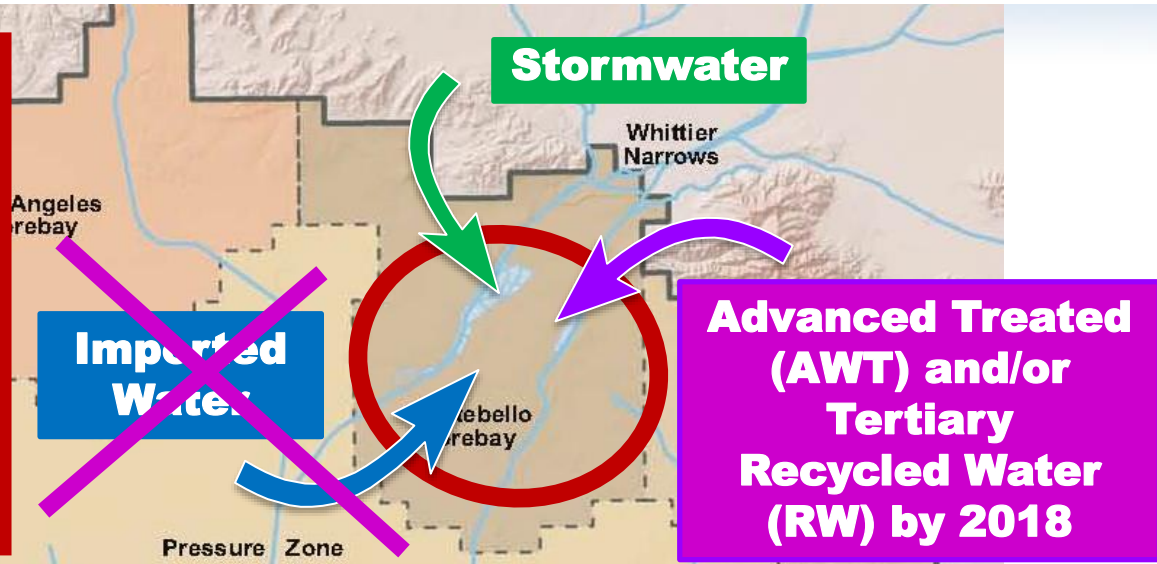 Stormwater
Whittier
Narrows
Angeles
rebay
Imported
Water
Advanced Treated
(AWT) and/or
Tertiary
Recycled Water
(RW) by 2018
ebello
rebay
Pressure Zone